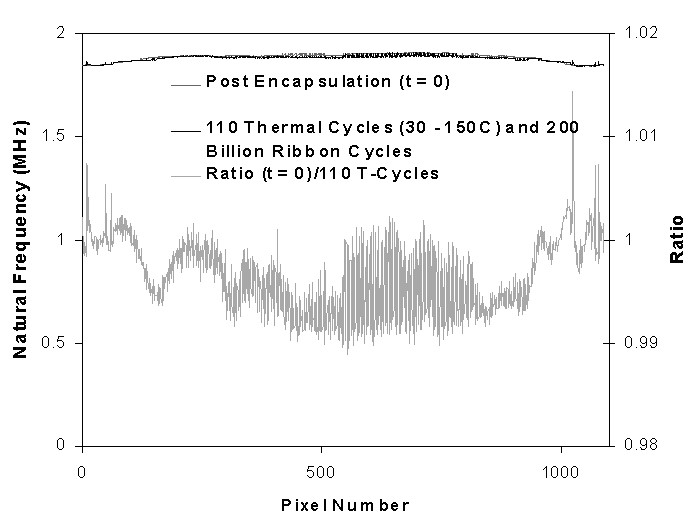 2
1.02
Post Encapsulation (t = 0)
110 Thermal Cycles (30 - 150C) and 200
Billion Ribbon Cycles
Ratio (t = 0)/110 T-Cycles
1.5
1.01
1
1
0.5
0.99
0
0.98
Natural Frequency (MHz)
Ratio
0
500
1000
Pixel Number